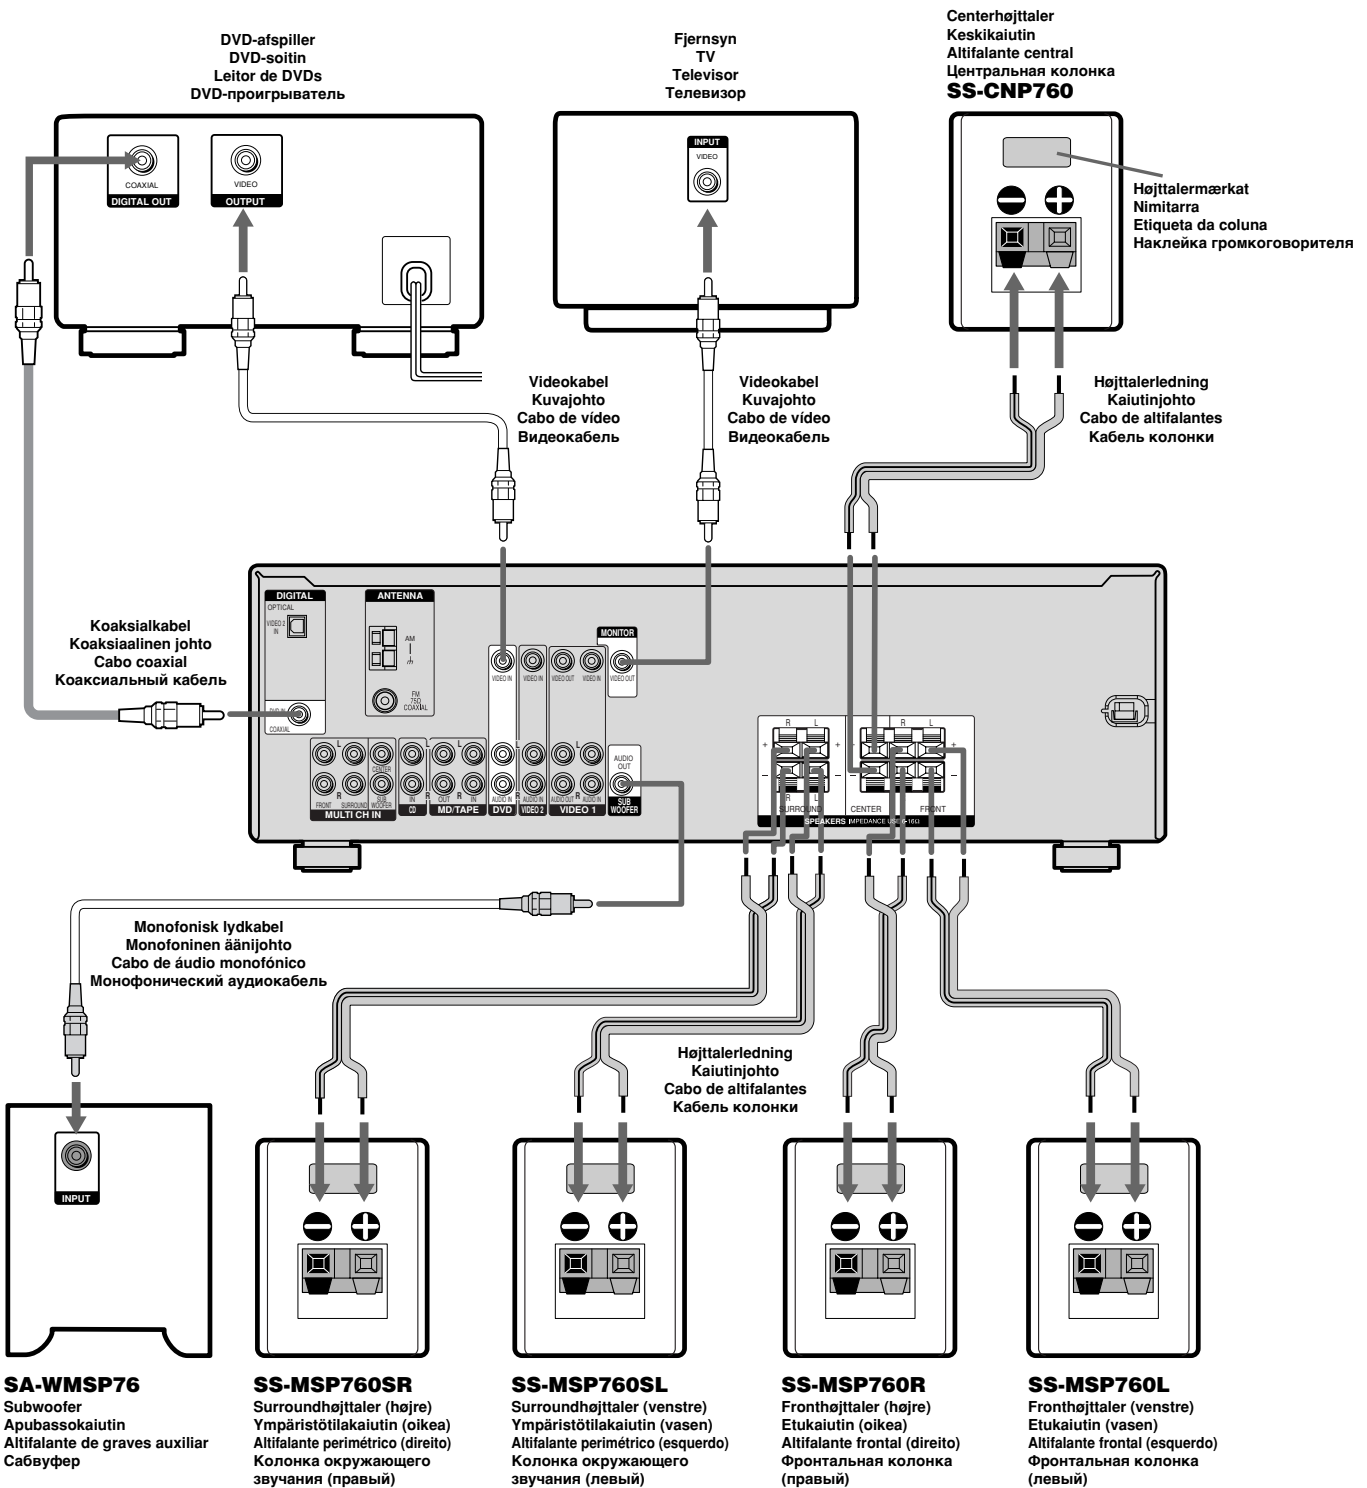 DVD-afspiller
DVD-soitin
Leitor de DVDs
DVD-проигрыватель
Fjernsyn
TV
Televisor
Телевизор
Centerhøjttaler
Keskikaiutin
Altifalante central
Центральная колонка
SS-CNP760
COAXIAL
DIGITAL OUT
VIDEO
OUTPUT
INPUT
VIDEO
Højttalermærkat
Nimitarra
Etiqueta da coluna
Наклейка громкоговорителя
Videokabel
Kuvajohto
Cabo de vídeo
Видеокабель
Videokabel
Kuvajohto
Cabo de vídeo
Видеокабель
Højttalerledning
Kaiutinjohto
Cabo de altifalantes
Кабель колонки
Koaksialkabel
Koaksiaalinen johto
Cabo coaxial
Коаксиальный кабель
DIGITAL
OPTICAL
VIDEO 2
IN
DVD IN
COAXIAL
ANTENNA
AM
FM
75Ω
COAXIAL
MONITOR
VIDEO IN
VIDEO IN
VIDEO OUT
VIDEO IN
VIDEO OUT
L
L
L
L
L
CENTER
AUDIO
OUT
R
R
R
R
R
FRONT
SURROUND
SUB
WOOFER
IN
OUT
IN
AUDIO IN
AUDIO IN
AUDIO OUT
AUDIO IN
MULTI CH IN
CD
MD/TAPE
DVD
VIDEO 2
VIDEO 1
SUB
WOOFER
R L
R L
+ + +
– – –
R L
SURROUND
CENTER
FRONT
SPEAKERS IMPEDANCE USE 8-16Ω
Monofonisk lydkabel
Monofoninen äänijohto
Cabo de áudio monofónico
Монофонический аудиокабель
Højttalerledning
Kaiutinjohto
Cabo de altifalantes
Кабель колонки
INPUT
SA-WMSP76
Subwoofer
Apubassokaiutin
Altifalante de graves auxiliar
Сабвуфер
SS-MSP760SR
Surroundhøjttaler (højre)
Ympäristötilakaiutin (oikea)
Altifalante perimétrico (direito)
Колонка окружающего
звучания (правый)
SS-MSP760SL
Surroundhøjttaler (venstre)
Ympäristötilakaiutin (vasen)
Altifalante perimétrico (esquerdo)
Колонка окружающего
звучания (левый)
SS-MSP760R
Fronthøjttaler (højre)
Etukaiutin (oikea)
Altifalante frontal (direito)
Фронтальная колонка
(правый)
SS-MSP760L
Fronthøjttaler (venstre)
Etukaiutin (vasen)
Altifalante frontal (esquerdo)
Фронтальная колонка
(левый)